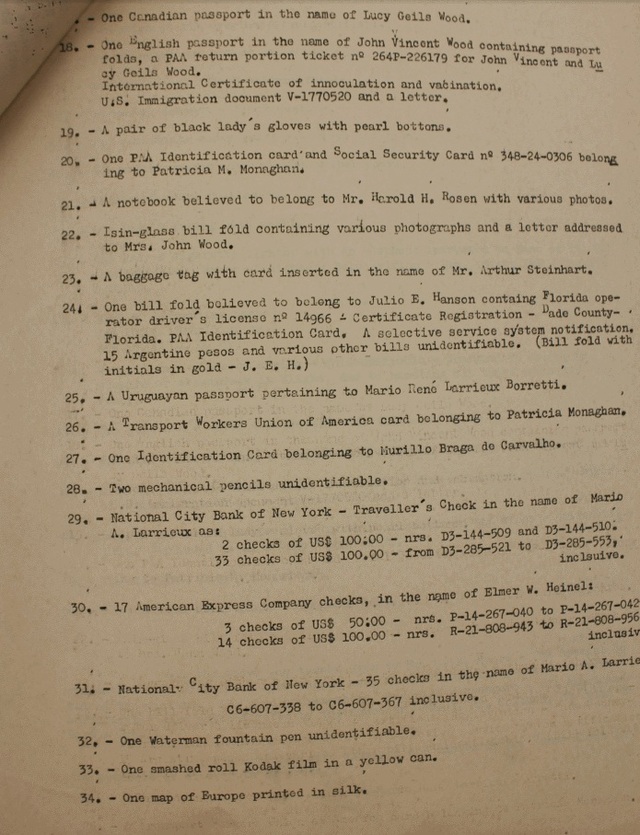 . - One Canadian passport in the name of Lucy Geils Wood.
18. - One English passport in the name of John Vincent Wood containing passport
folds, a PAA return portion ticket nº 264P-226179 for John Vincent and Lu
cy Geils Wood.
International Certificate of innoculation and vabination.
U.S. Immigration document V-1770520 and a letter.
19. - A pair of black lady's gloves with pearl bottons.
20. - One PAA Identification card and Social Security Card nº 348-24-0306 belong
ing to Patricia M. Monaghan.
21. - A notebook believed to belong to Mr. Harold H. Rosen with various photos.
22. - Isin-glass bill fold containing various photographs and a letter addressed
to Mrs. John Wood.
23. - A baggage tag with card inserted in the name of Mr. Arthur Steinhart.
24. - One bill fold believed to belong to Julio E. Hanson containg Florida ope-
rator driver's license nº 14966 - Certificate Registration - Dade County-
Florida. PAA Identification Card. A selective service system notification.
15 Argentine pesos and various other bills unidentifiable. (Bill fold with
initials in gold - J. E. H.)
25. - A Uruguayan passport pertaining to Mario René Larrieux Borretti.
26. - A Transport Workers Union of America card belonging to Patricia Monaghan.
27. - One Identification Card belonging to Murillo Braga de Carvalho.
28. - Two mechanical pencils unidentifiable.
29. - National City Bank of New York - Traveller's Check in the name of Mario
A. Larrieux as:
2 checks of US$ 100:00 - nrs. D3-144-509 and D3-144-510.
33 checks of US$ 100.00 - from D3-285-521 to D3-285-553,
inclsuive.
30. - 17 American Express Company checks, in the name of Elmer W. Heinel:
3 checks of US$ 50:00 - nrs. P-14-267-040 to P-14-267-042
14 checks of US$ 100.00 - nrs. R-21-808-943 to R-21-808-956
inclusiv
31. - National City Bank of New York - 35 checks in the name of Mario A. Larrie
C6-607-338 to C6-607-367 inclusive.
32. - One Waterman fountain pen unidentifiable.
33. - One smashed roll Kodak film in a yellow can.
34. - One map of Europe printed in silk.